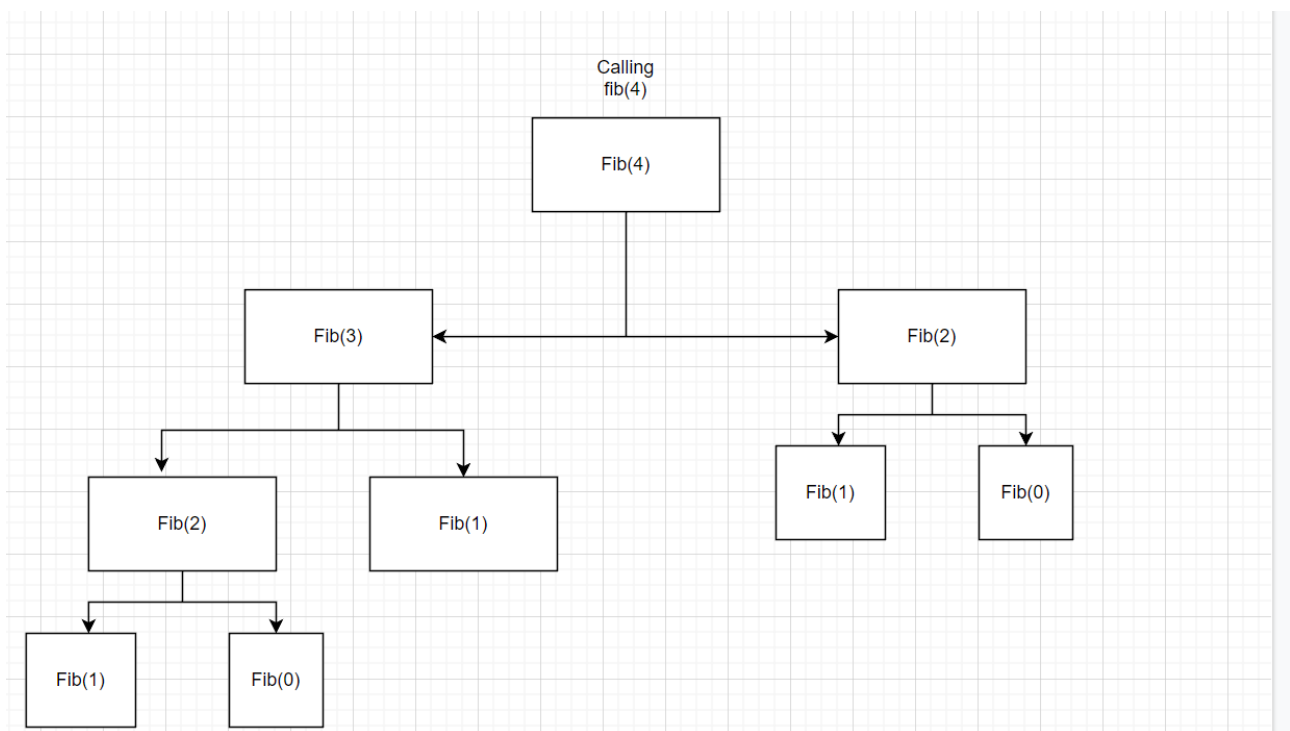 Calling
fib(4)
Fib(4)
Fib(3)
Fib(2)
Fib(2)
Fib(1)
Fib(1)
Fib(0)
Fib(1)
Fib(0)